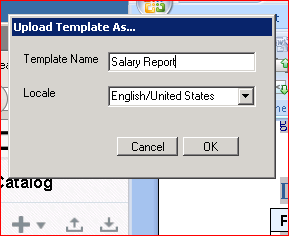 Upload Template As...
Template Name
Salary Report
Locale
English/United States
Cancel
OK
Catalog